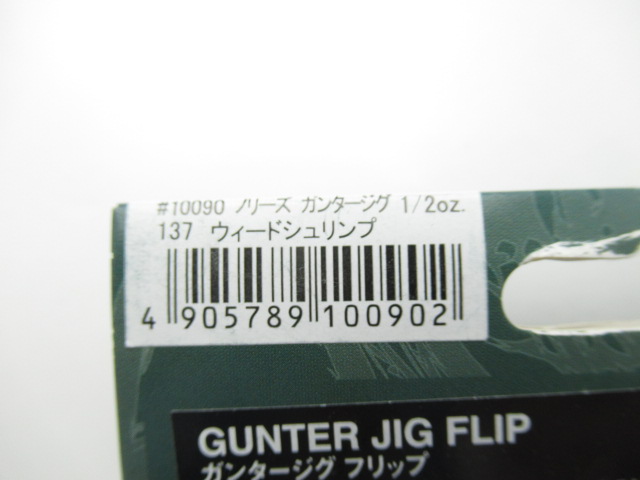 #10090 ノリーズ ガンタージグ 1/2oz.
137 ウィードシュリンプ
4 905789 100902
GUNTER JIG FLIP
ガンタージグ フリップ